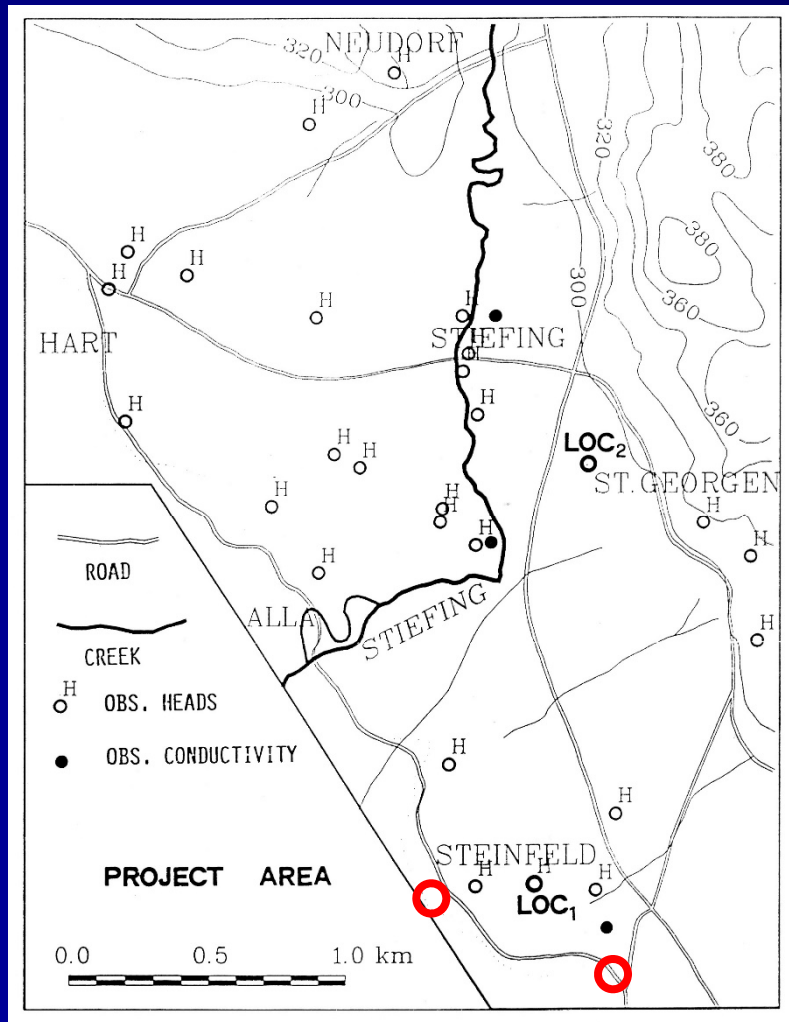 NEUDORF
H
320
300
H
320
380
H
H
H
380
H
H
300
360
HART
STIEFING
H
H
360
H
H
LOC₂
H
H
ST. GEORGEN
H
H
H
H
H
H
ROAD
H
ALLA
STIEFING
CREEK
H
OBS. HEADS
OBS. CONDUCTIVITY
H
H
STEINFELD
PROJECT AREA
H
H
H
LOC₁
0.0 0.5 1.0 km